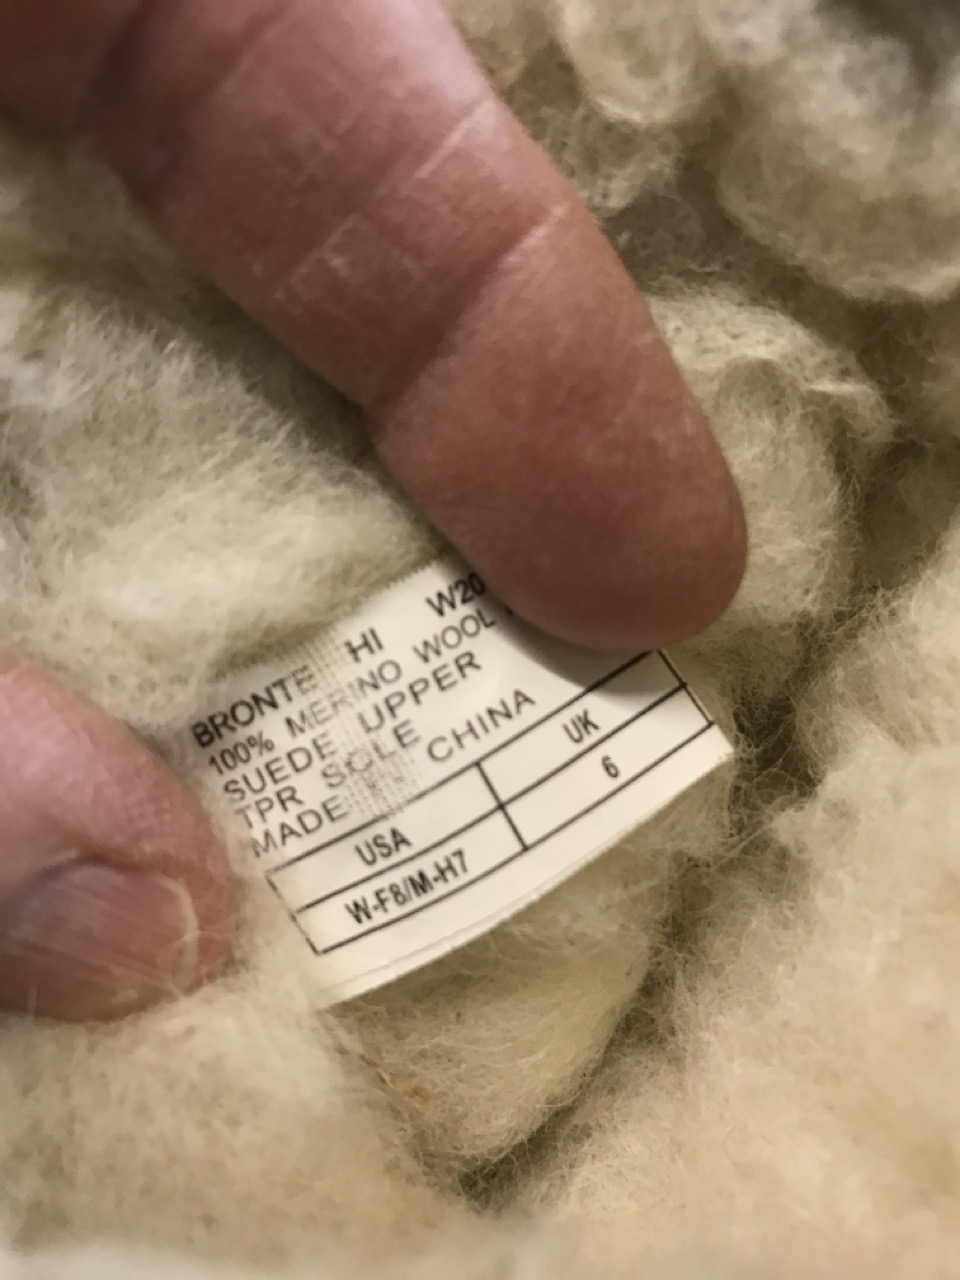 BRONTE HI W20
100% MERINO WOOL
SUEDE UPPER
TPR SOLE
MADE IN CHINA
USA UK
W-F8/M-H7 6